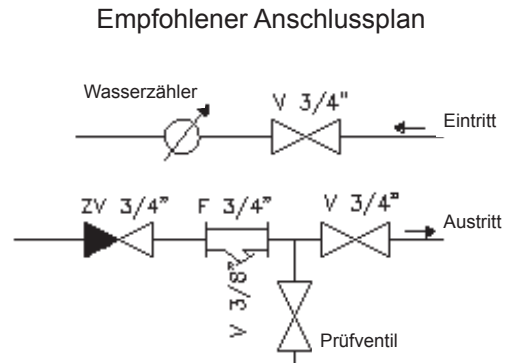 Empfohlener Anschlussplan
Wasserzähler
V 3/4"
Eintritt
ZV 3/4"
F 3/4"
V 3/4"
Austritt
V 3/8"
Prüfventil